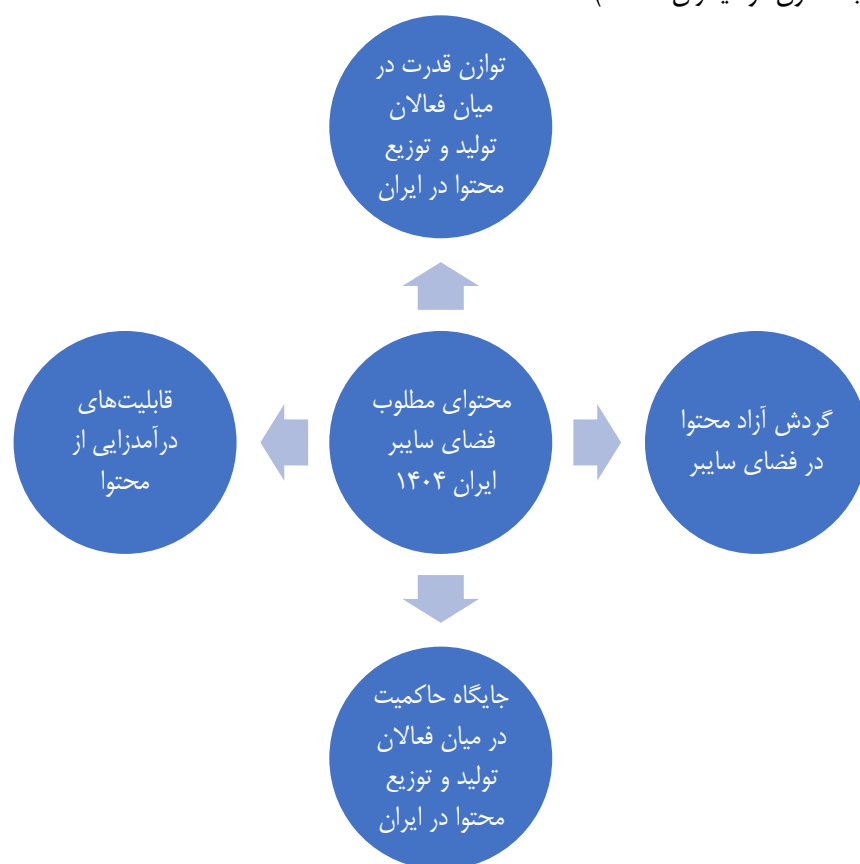 توازن قدرت در
میان فعالان
تولید و توزیع
محتوا در ایران
گردش آزاد محتوا
در فضای سایبر
محتوای مطلوب
فضای سایبر
ایران ۱۴۰۴
قابلیت‌های
درآمدزایی از
محتوا
جایگاه حاکمیت
در میان فعالان
تولید و توزیع
محتوا در ایران